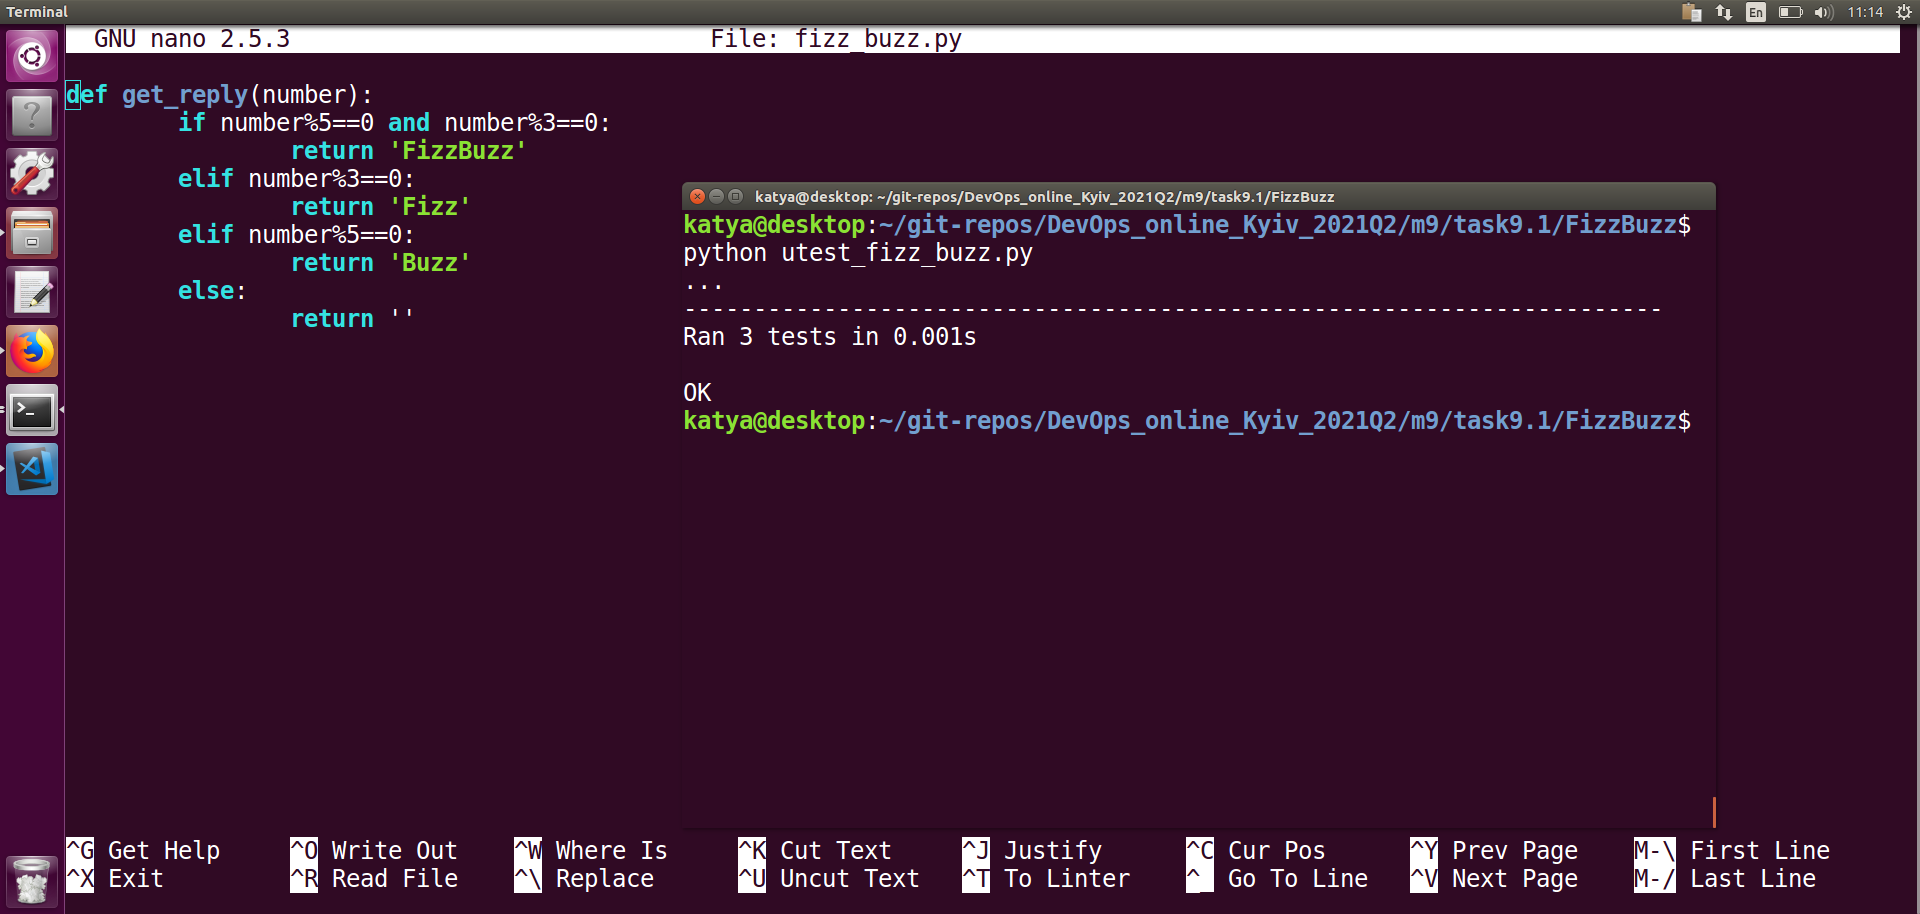 Terminal
En
11:14
GNU nano 2.5.3 File: fizz_buzz.py
def get_reply(number):
if number%5==0 and number%3==0:
return 'FizzBuzz'
elif number%3==0:
return 'Fizz'
elif number%5==0:
return 'Buzz'
else:
return ''
katya@desktop: ~/git-repos/DevOps_online_Kyiv_2021Q2/m9/task9.1/FizzBuzz
katya@desktop:~/git-repos/DevOps_online_Kyiv_2021Q2/m9/task9.1/FizzBuzz$
python utest_fizz_buzz.py
...
----------------------------------------------------------------------
Ran 3 tests in 0.001s
OK
katya@desktop:~/git-repos/DevOps_online_Kyiv_2021Q2/m9/task9.1/FizzBuzz$
^G Get Help ^O Write Out ^W Where Is ^K Cut Text ^J Justify ^C Cur Pos ^Y Prev Page M-\ First Line
^X Exit ^R Read File ^\ Replace ^U Uncut Text ^T To Linter ^_ Go To Line ^V Next Page M-/ Last Line